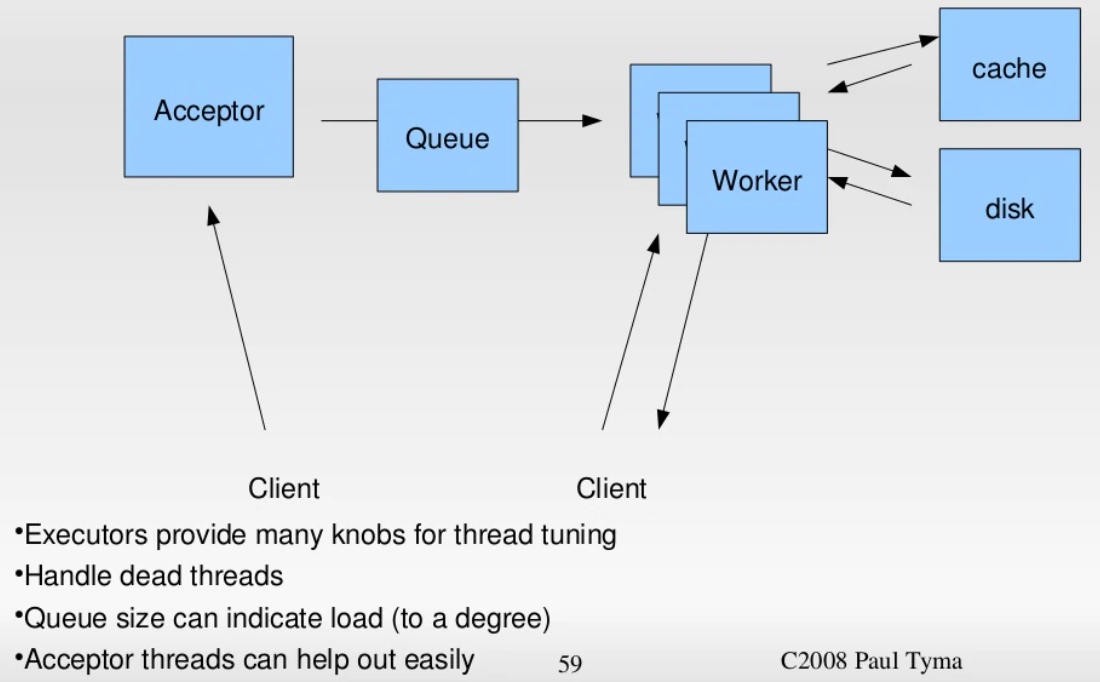 Acceptor
Queue
Worker
cache
disk
Client
Client
•Executors provide many knobs for thread tuning
•Handle dead threads
•Queue size can indicate load (to a degree)
•Acceptor threads can help out easily
59
C2008 Paul Tyma